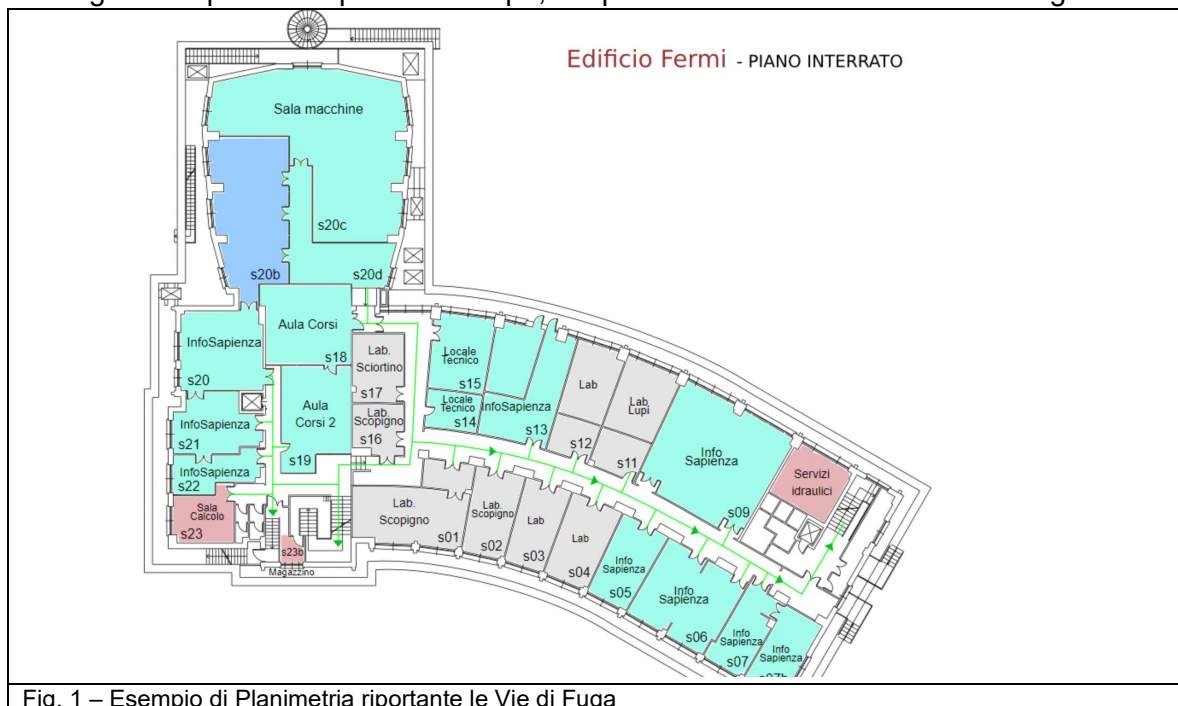 Edificio Fermi - PIANO INTERRATO
Sala macchine
s20c
s20b
s20d
Aula Corsi
s18
InfoSapienza
s20
Lab.
Sciortino
s17
Locale
Tecnico
s15
Locale
Tecnico
s14
InfoSapienza
s13
Lab
s12
Lab
Lupi
s11
Aula
Corsi 2
s19
Lab.
Scopigno
s16
InfoSapienza
s21
InfoSapienza
s22
Info
Sapienza
s09
Servizi
idraulici
Sala
Calcolo
s23
s23b
Magazzino
Lab.
Scopigno
s01
Lab.
Scopigno
s02
Lab
s03
Lab
s04
Info
Sapienza
s05
Info
Sapienza
s06
Info
Sapienza
s07
Info
Sapienza
Fig. 1 – Esempio di Planimetria riportante le Vie di Fuga